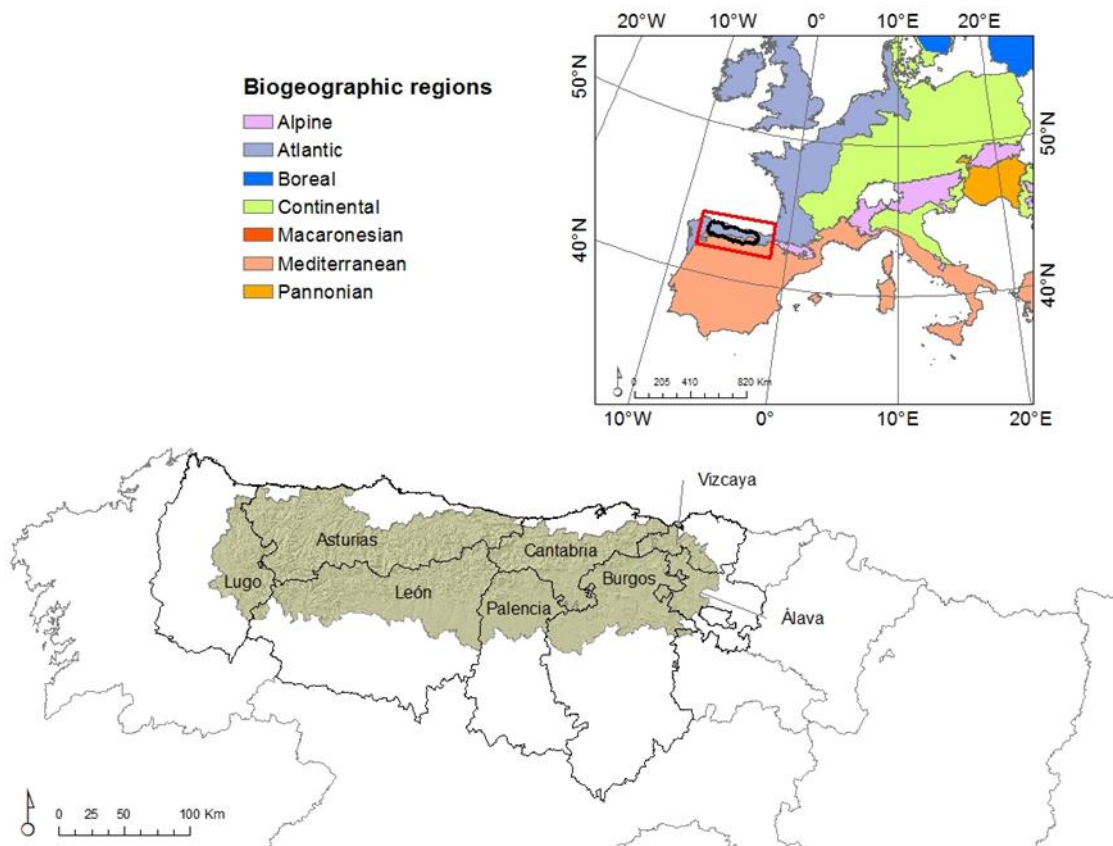 20°W 10°W 0° 10°E 20°E
Biogeographic regions
Alpine
Atlantic
Boreal
Continental
Macaronesian
Mediterranean
Pannonian
50°N
40°N
50°N
40°N
0 205 410 820 Km
10°W 0° 10°E 20°E
Vizcaya
Asturias
Cantabria
Lugo
León
Palencia
Burgos
Álava
0 25 50 100 Km